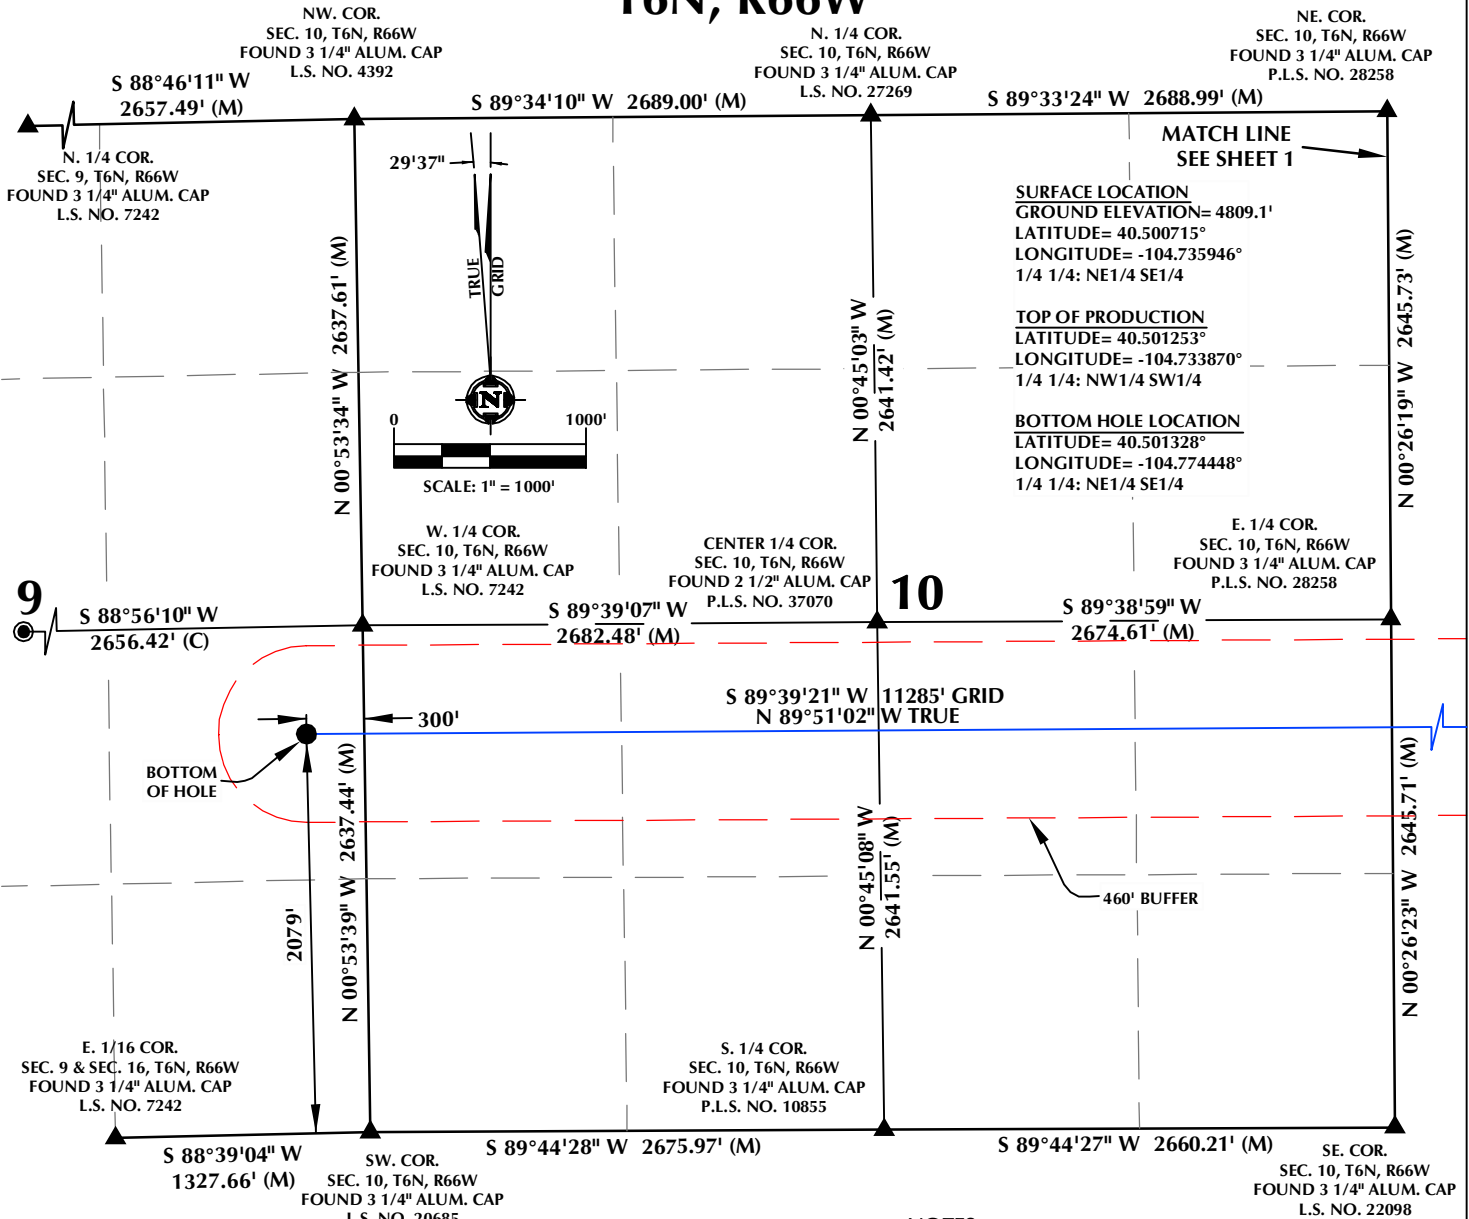 T6N, R66W
NW. COR.
SEC. 10, T6N, R66W
FOUND 3 1/4" ALUM. CAP
L.S. NO. 4392
N. 1/4 COR.
SEC. 10, T6N, R66W
FOUND 3 1/4" ALUM. CAP
L.S. NO. 27269
NE. COR.
SEC. 10, T6N, R66W
FOUND 3 1/4" ALUM. CAP
P.L.S. NO. 28258
S 88°46'11" W
2657.49' (M)
S 89°34'10" W 2689.00' (M)
S 89°33'24" W 2688.99' (M)
N. 1/4 COR.
SEC. 9, T6N, R66W
FOUND 3 1/4" ALUM. CAP
L.S. NO. 7242
29'37"
TRUE
GRID
N
MATCH LINE
SEE SHEET 1
SURFACE LOCATION
GROUND ELEVATION= 4809.1'
LATITUDE= 40.500715°
LONGITUDE= -104.735946°
1/4 1/4: NE1/4 SE1/4
TOP OF PRODUCTION
LATITUDE= 40.501253°
LONGITUDE= -104.733870°
1/4 1/4: NW1/4 SW1/4
BOTTOM HOLE LOCATION
LATITUDE= 40.501328°
LONGITUDE= -104.774448°
1/4 1/4: NE1/4 SE1/4
N 00°53'34" W 2637.61' (M)
N 00°45'03" W
2641.42' (M)
N 00°26'19" W 2645.73' (M)
0 1000'
SCALE: 1" = 1000'
W. 1/4 COR.
SEC. 10, T6N, R66W
FOUND 3 1/4" ALUM. CAP
L.S. NO. 7242
CENTER 1/4 COR.
SEC. 10, T6N, R66W
FOUND 2 1/2" ALUM. CAP
P.L.S. NO. 37070
E. 1/4 COR.
SEC. 10, T6N, R66W
FOUND 3 1/4" ALUM. CAP
P.L.S. NO. 28258
9
10
S 88°56'10" W
2656.42' (C)
S 89°39'07" W
2682.48' (M)
S 89°38'59" W
2674.61' (M)
S 89°39'21" W 11285' GRID
N 89°51'02" W TRUE
300'
BOTTOM
OF HOLE
2079'
N 00°53'39" W 2637.44' (M)
N 00°45'08" W
2641.55' (M)
N 00°26'23" W 2645.71' (M)
460' BUFFER
E. 1/16 COR.
SEC. 9 & SEC. 16, T6N, R66W
FOUND 3 1/4" ALUM. CAP
L.S. NO. 7242
S. 1/4 COR.
SEC. 10, T6N, R66W
FOUND 3 1/4" ALUM. CAP
P.L.S. NO. 10855
S 88°39'04" W
1327.66' (M)
S 89°44'28" W 2675.97' (M)
S 89°44'27" W 2660.21' (M)
SW. COR.
SEC. 10, T6N, R66W
FOUND 3 1/4" ALUM. CAP
L.S. NO. 20685
SE. COR.
SEC. 10, T6N, R66W
FOUND 3 1/4" ALUM. CAP
L.S. NO. 22098
NOTES